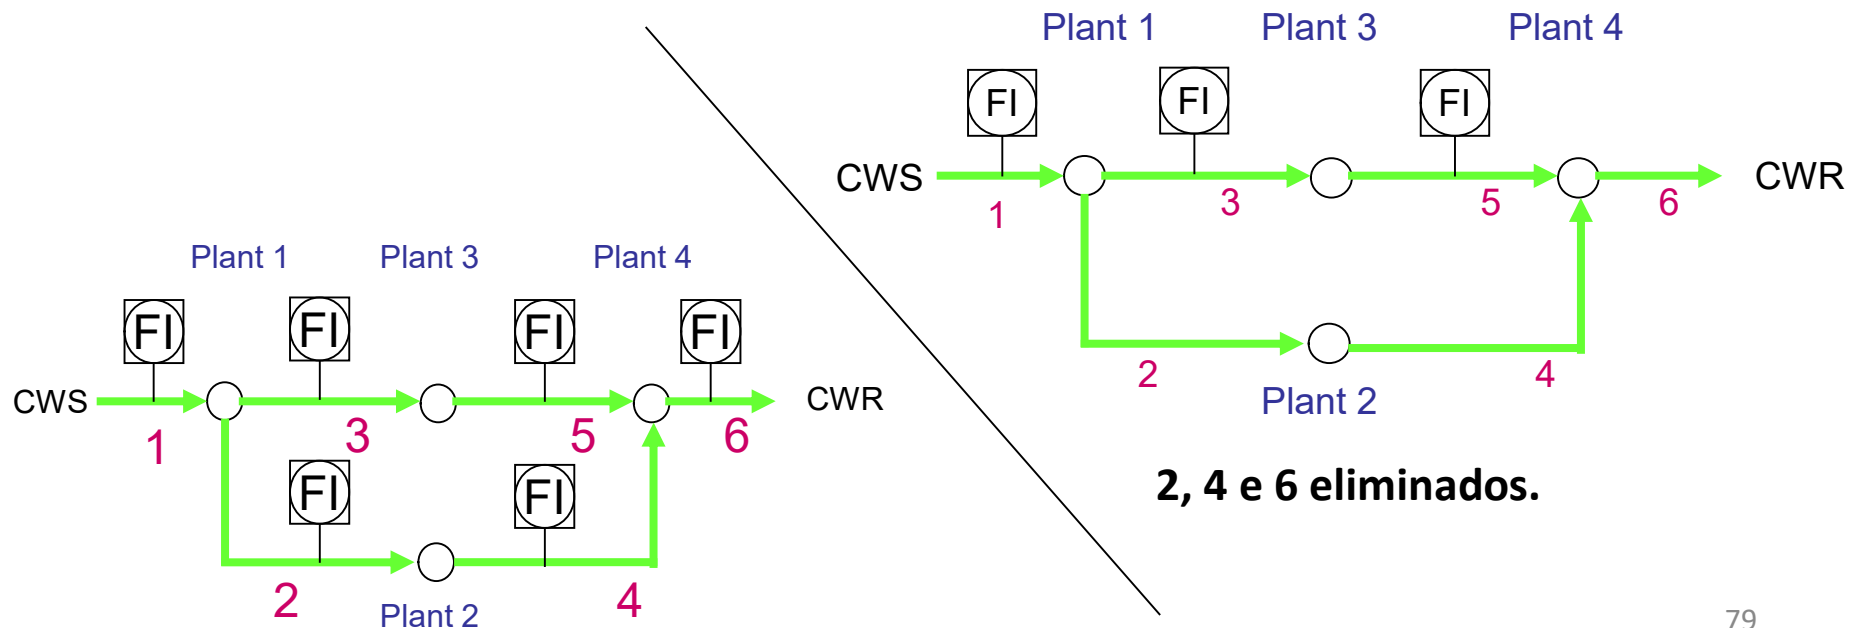 Plant 1 Plant 3 Plant 4
FI FI FI FI
CWS CWR
1 3 5 6
FI FI
2 4
Plant 2
Plant 1 Plant 3 Plant 4
FI FI FI
CWS CWR
1 3 5 6
2 4
Plant 2
2, 4 e 6 eliminados.
79